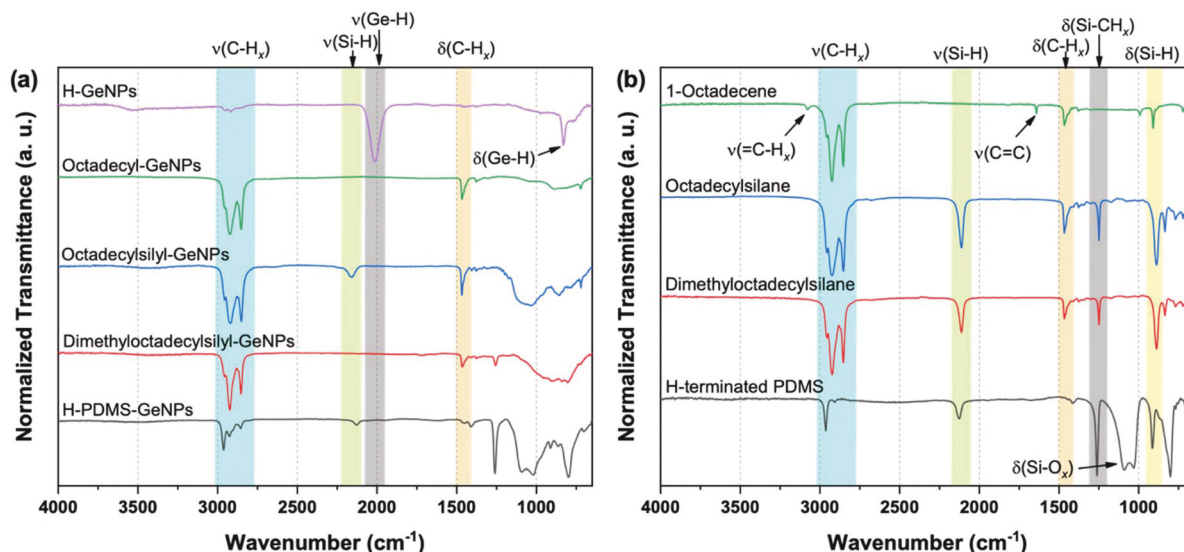 (a)
ν(Ge-H)
ν(C-Hₓ)
ν(Si-H)
δ(C-Hₓ)
H-GeNPs
δ(Ge-H)
Octadecyl-GeNPs
Octadecylsilyl-GeNPs
Dimethyloctadecylsilyl-GeNPs
H-PDMS-GeNPs
Normalized Transmittance (a. u.)
4000 3500 3000 2500 2000 1500 1000
Wavenumber (cm⁻¹)
(b)
δ(Si-CHₓ)
ν(C-Hₓ)
ν(Si-H)
δ(C-Hₓ)
δ(Si-H)
1-Octadecene
ν(=C-Hₓ)
ν(C=C)
Octadecylsilane
Dimethyloctadecylsilane
H-terminated PDMS
δ(Si-Oₓ)
Normalized Transmittance (a. u.)
4000 3500 3000 2500 2000 1500 1000
Wavenumber (cm⁻¹)